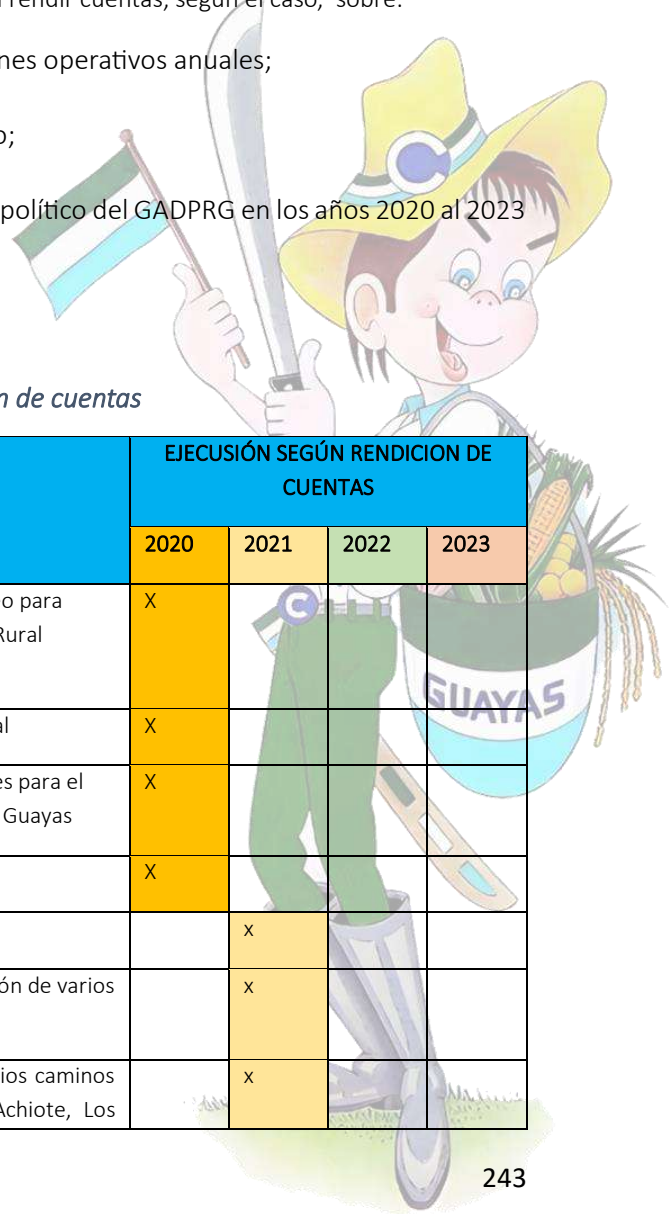 rendir cuentas, según el caso, sobre:
nes operativos anuales;
o;
político del GADPRG en los años 2020 al 2023
n de cuentas
EJECUSIÓN SEGÚN RENDICION DE
CUENTAS
2020 2021 2022 2023
o para X
Rural
al X
es para el X
Guayas
X
x
ón de varios x
ios caminos x
Achiote, Los
C
C
GUAYAS
243